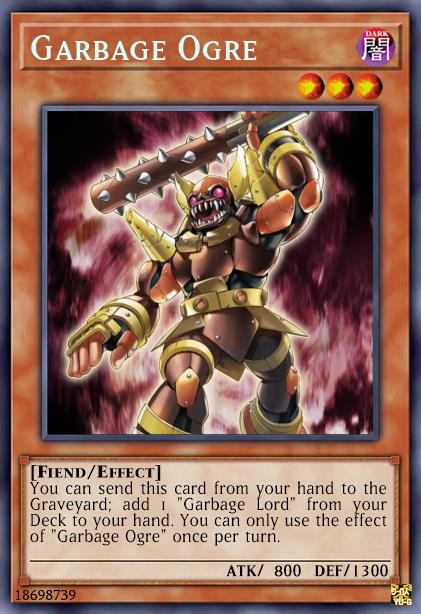 Garbage Ogre
DARK
闇
[Fiend/Effect]
You can send this card from your hand to the
Graveyard; add 1 "Garbage Lord" from your
Deck to your hand. You can only use the effect
of "Garbage Ogre" once per turn.
ATK/ 800 DEF/1300
18698739